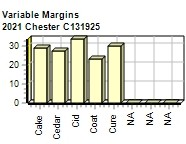 Variable Margins
2021 Chester C131925
30
20
10
0
Cake
Cedar
Cid
Coat
Cure
NA
NA
NA